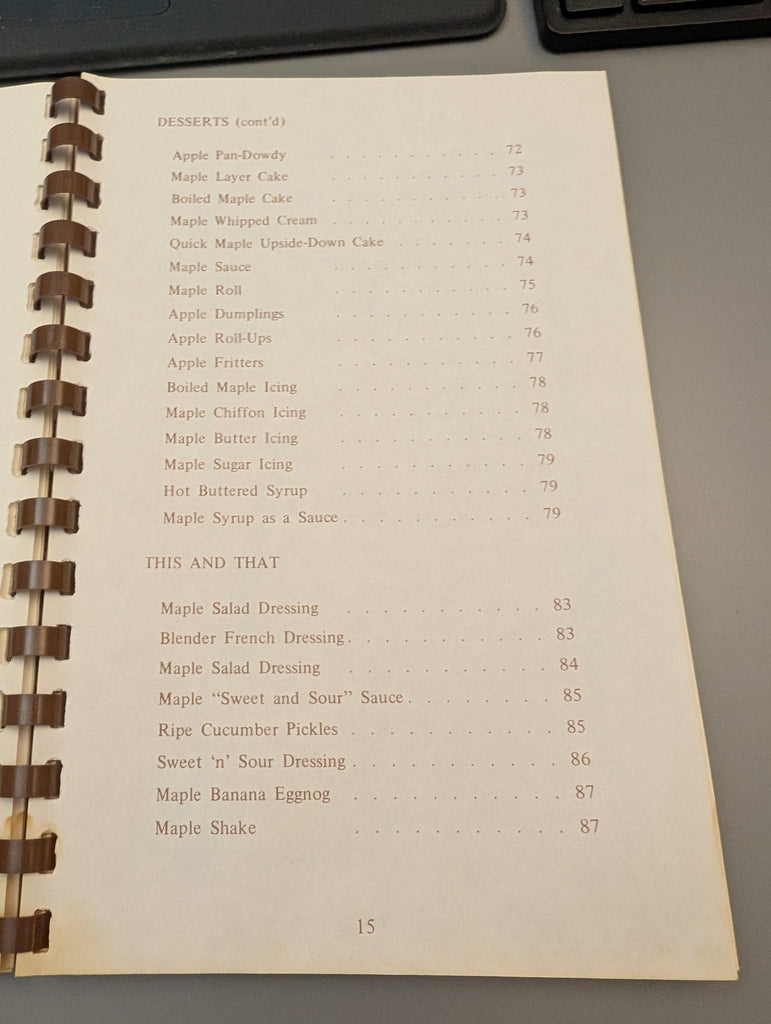 DESSERTS (cont'd)
Apple Pan-Dowdy . . . . . . . . . . . 72
Maple Layer Cake . . . . . . . . . . . 73
Boiled Maple Cake . . . . . . . . . . . 73
Maple Whipped Cream . . . . . . . . . . . 73
Quick Maple Upside-Down Cake . . . . . . . 74
Maple Sauce . . . . . . . . . . . 74
Maple Roll . . . . . . . . . . . 75
Apple Dumplings . . . . . . . . . . . 76
Apple Roll-Ups . . . . . . . . . . . 76
Apple Fritters . . . . . . . . . . . 77
Boiled Maple Icing . . . . . . . . . . . 78
Maple Chiffon Icing . . . . . . . . . . . 78
Maple Butter Icing . . . . . . . . . . . 78
Maple Sugar Icing . . . . . . . . . . . 79
Hot Buttered Syrup . . . . . . . . . . . 79
Maple Syrup as a Sauce . . . . . . . . . . . 79
THIS AND THAT
Maple Salad Dressing . . . . . . . . . . . 83
Blender French Dressing . . . . . . . . . . . 83
Maple Salad Dressing . . . . . . . . . . . 84
Maple “Sweet and Sour” Sauce . . . . . . . . 85
Ripe Cucumber Pickles . . . . . . . . . . . 85
Sweet ‘n’ Sour Dressing . . . . . . . . . . . 86
Maple Banana Eggnog . . . . . . . . . . . 87
Maple Shake . . . . . . . . . . . 87
15